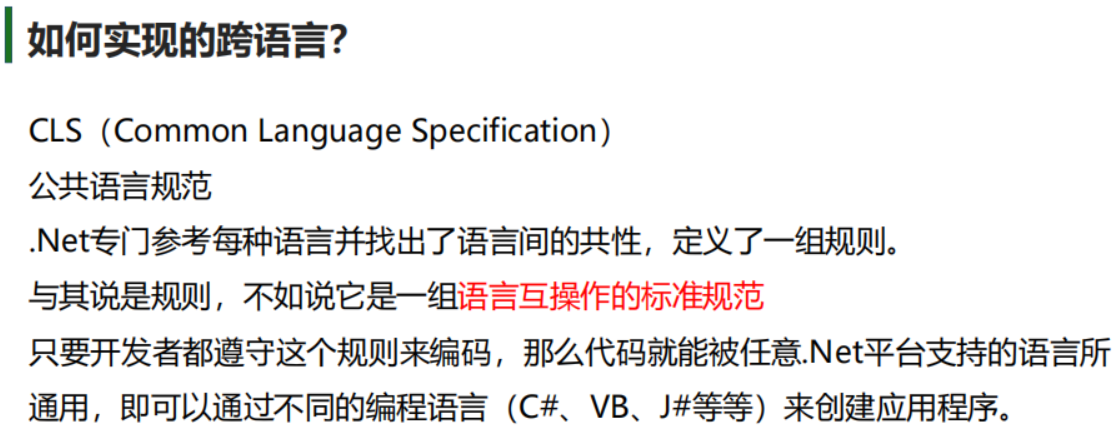 如何实现的跨语言？
CLS（Common Language Specification）
公共语言规范
.Net专门参考每种语言并找出了语言间的共性，定义了一组规则。
与其说是规则，不如说它是一组语言互操作的标准规范
只要开发者都遵守这个规则来编码，那么代码就能被任意.Net平台支持的语言所
通用，即可以通过不同的编程语言（C#、VB、J#等等）来创建应用程序。